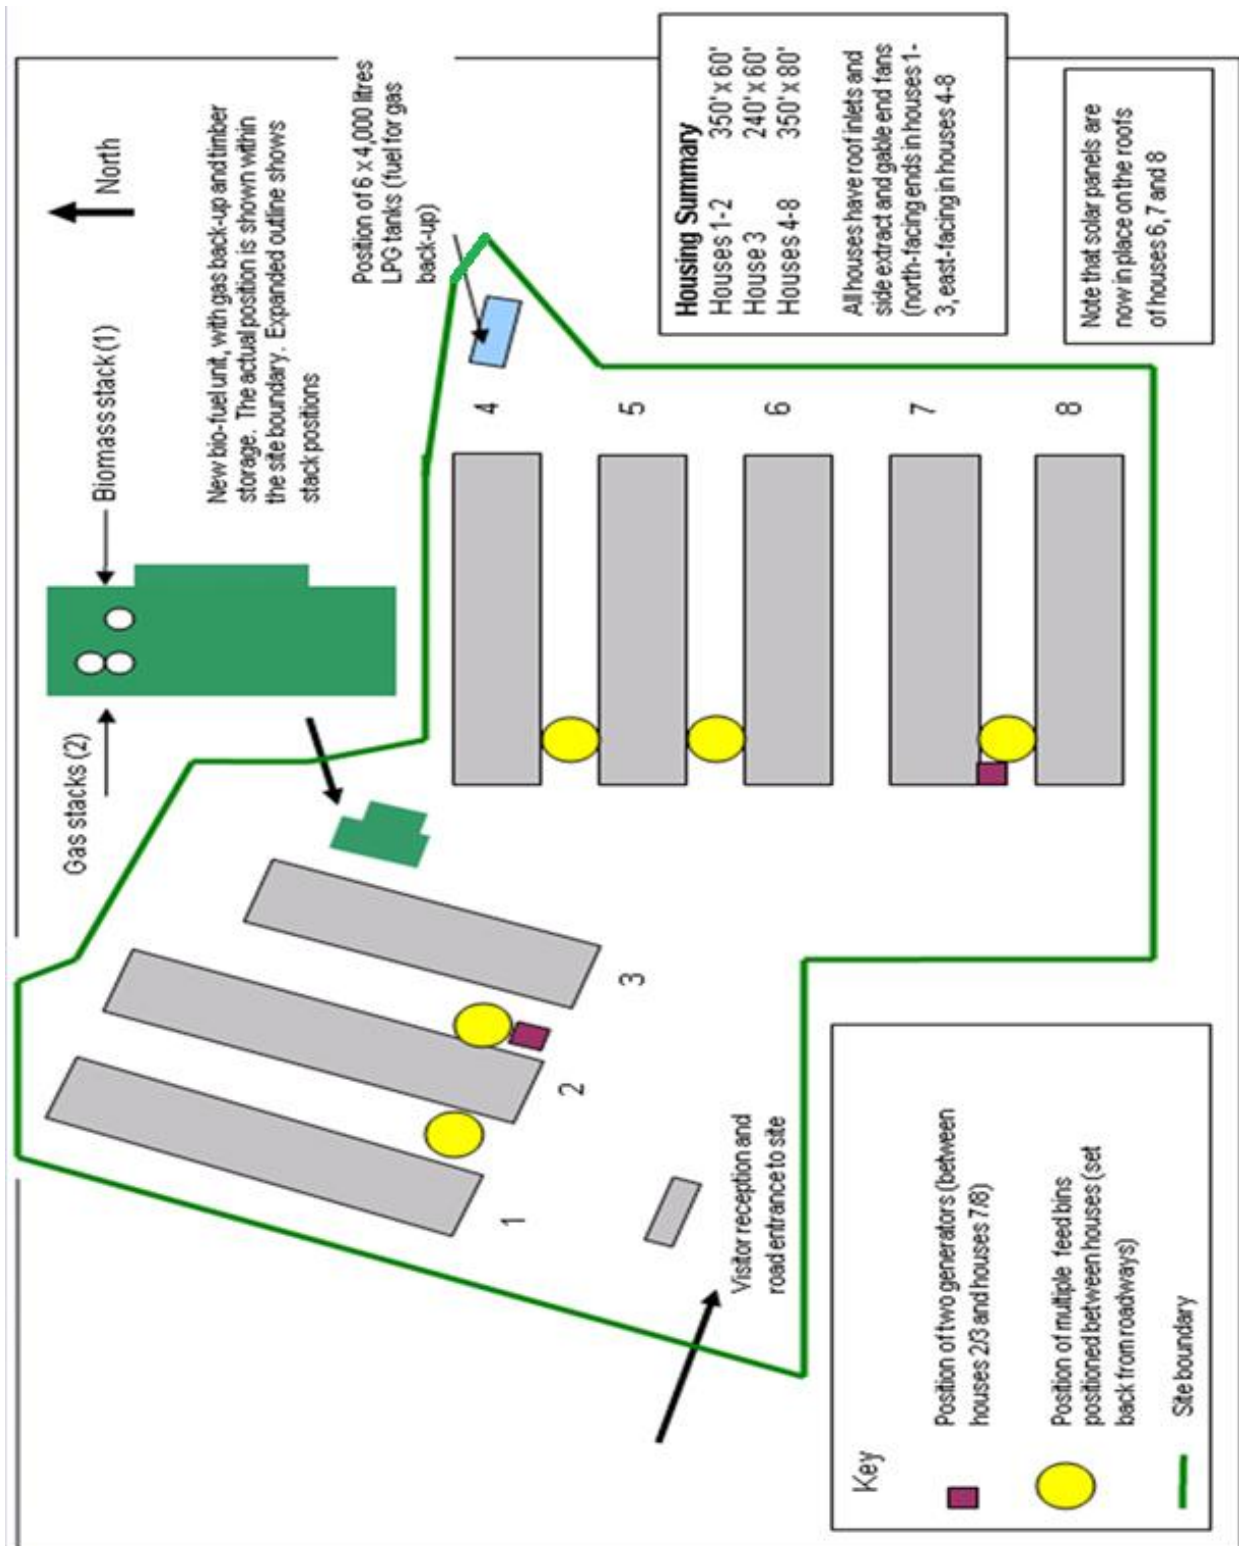 Gas stacks (2)
Biomass stack (1)
North
New bio-fuel unit, with gas back-up and timber
storage. The actual position is shown within
the site boundary. Expanded outline shows
stack positions
Position of 6 x 4,000 litres
LPG tanks (fuel for gas
back-up)
1
2
3
4
5
6
7
8
Housing Summary
Houses 1-2 350'x 60'
House 3 240'x 60'
Houses 4-8 350'x 80'
All houses have roof inlets and
side extract and gable end fans
(north-facing ends in houses 1-
3, east-facing in houses 4-8
Note that solar panels are
now in place on the roofs
of houses 6, 7 and 8
Visitor reception and
road entrance to site
Key
Position of two generators (between
houses 2/3 and houses 7/8)
Position of multiple feed bins
positioned between houses (set
back from roadways)
Site boundary